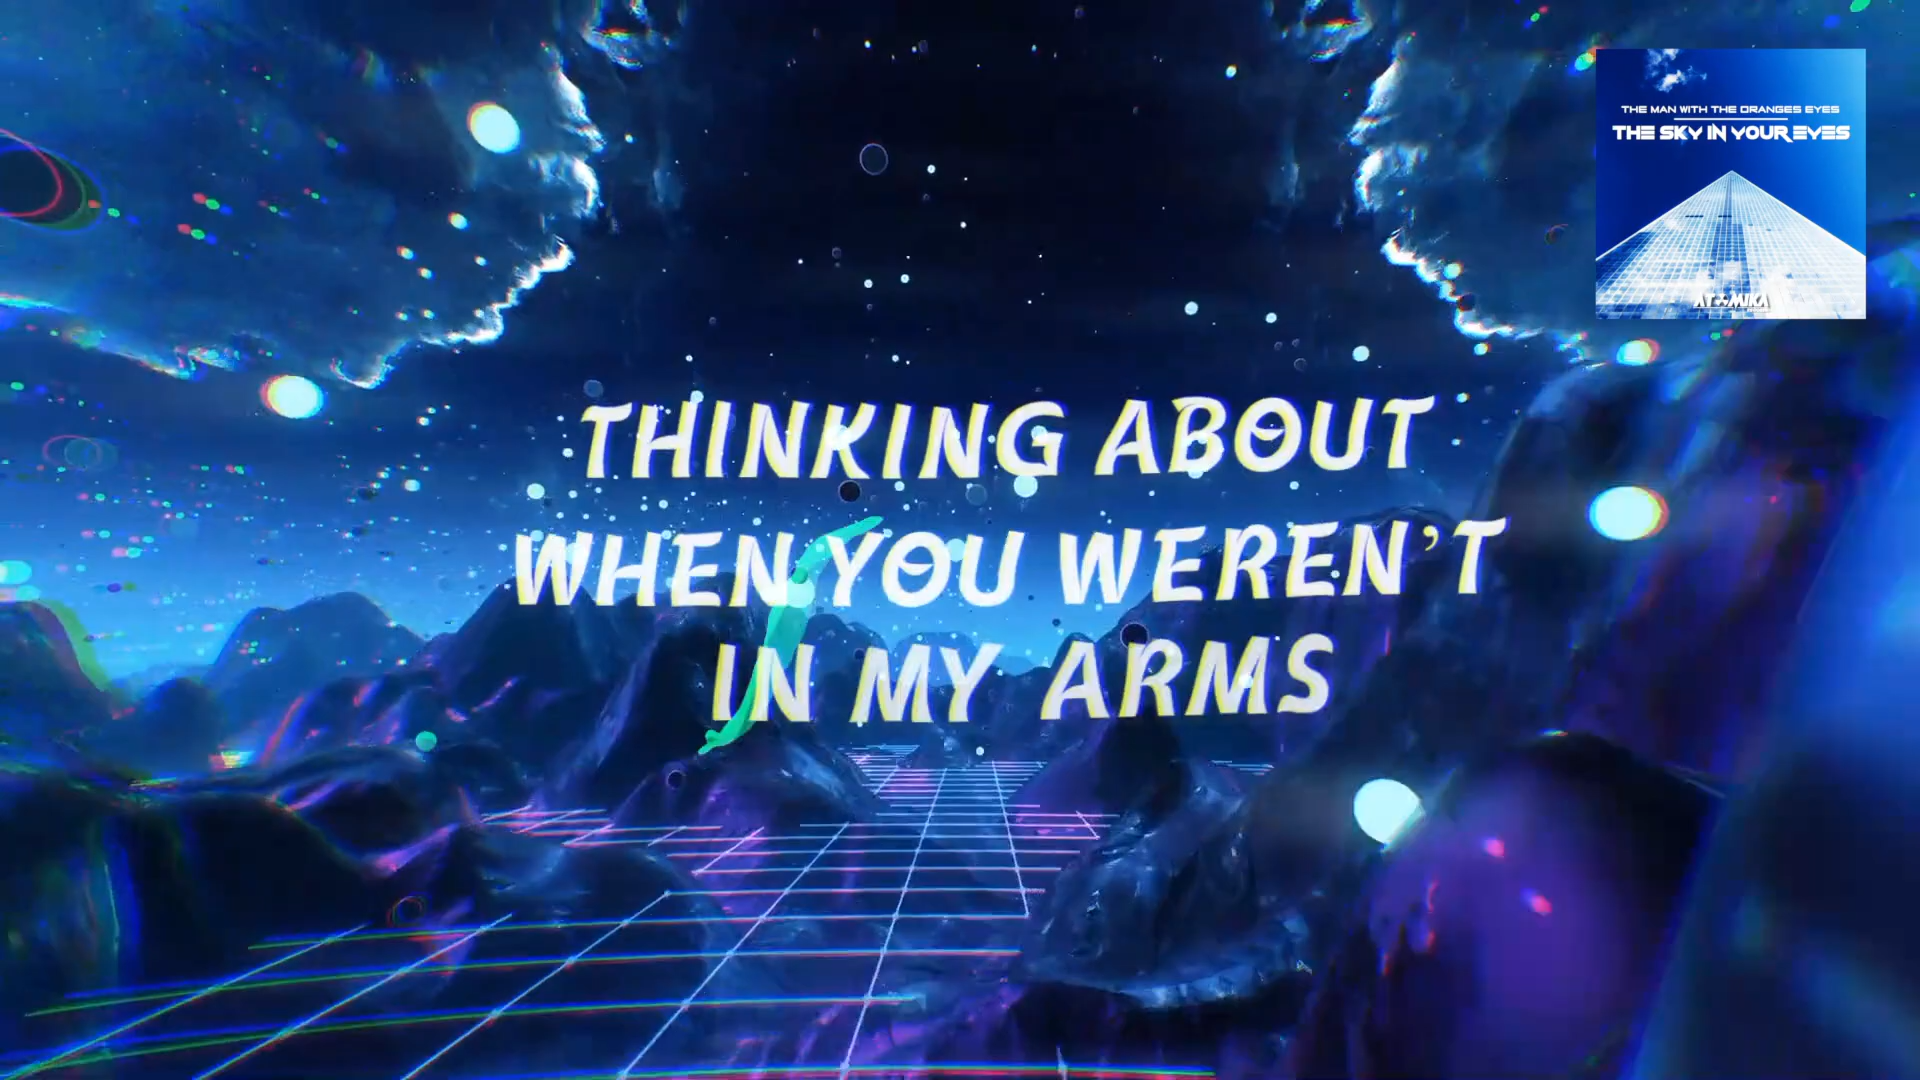 THE MAN WITH THE ORANGES EYES
THE SKY IN YOUR EYES
ATOMIKA
THINKING ABOUT
WHEN YOU WEREN'T
IN MY ARMS